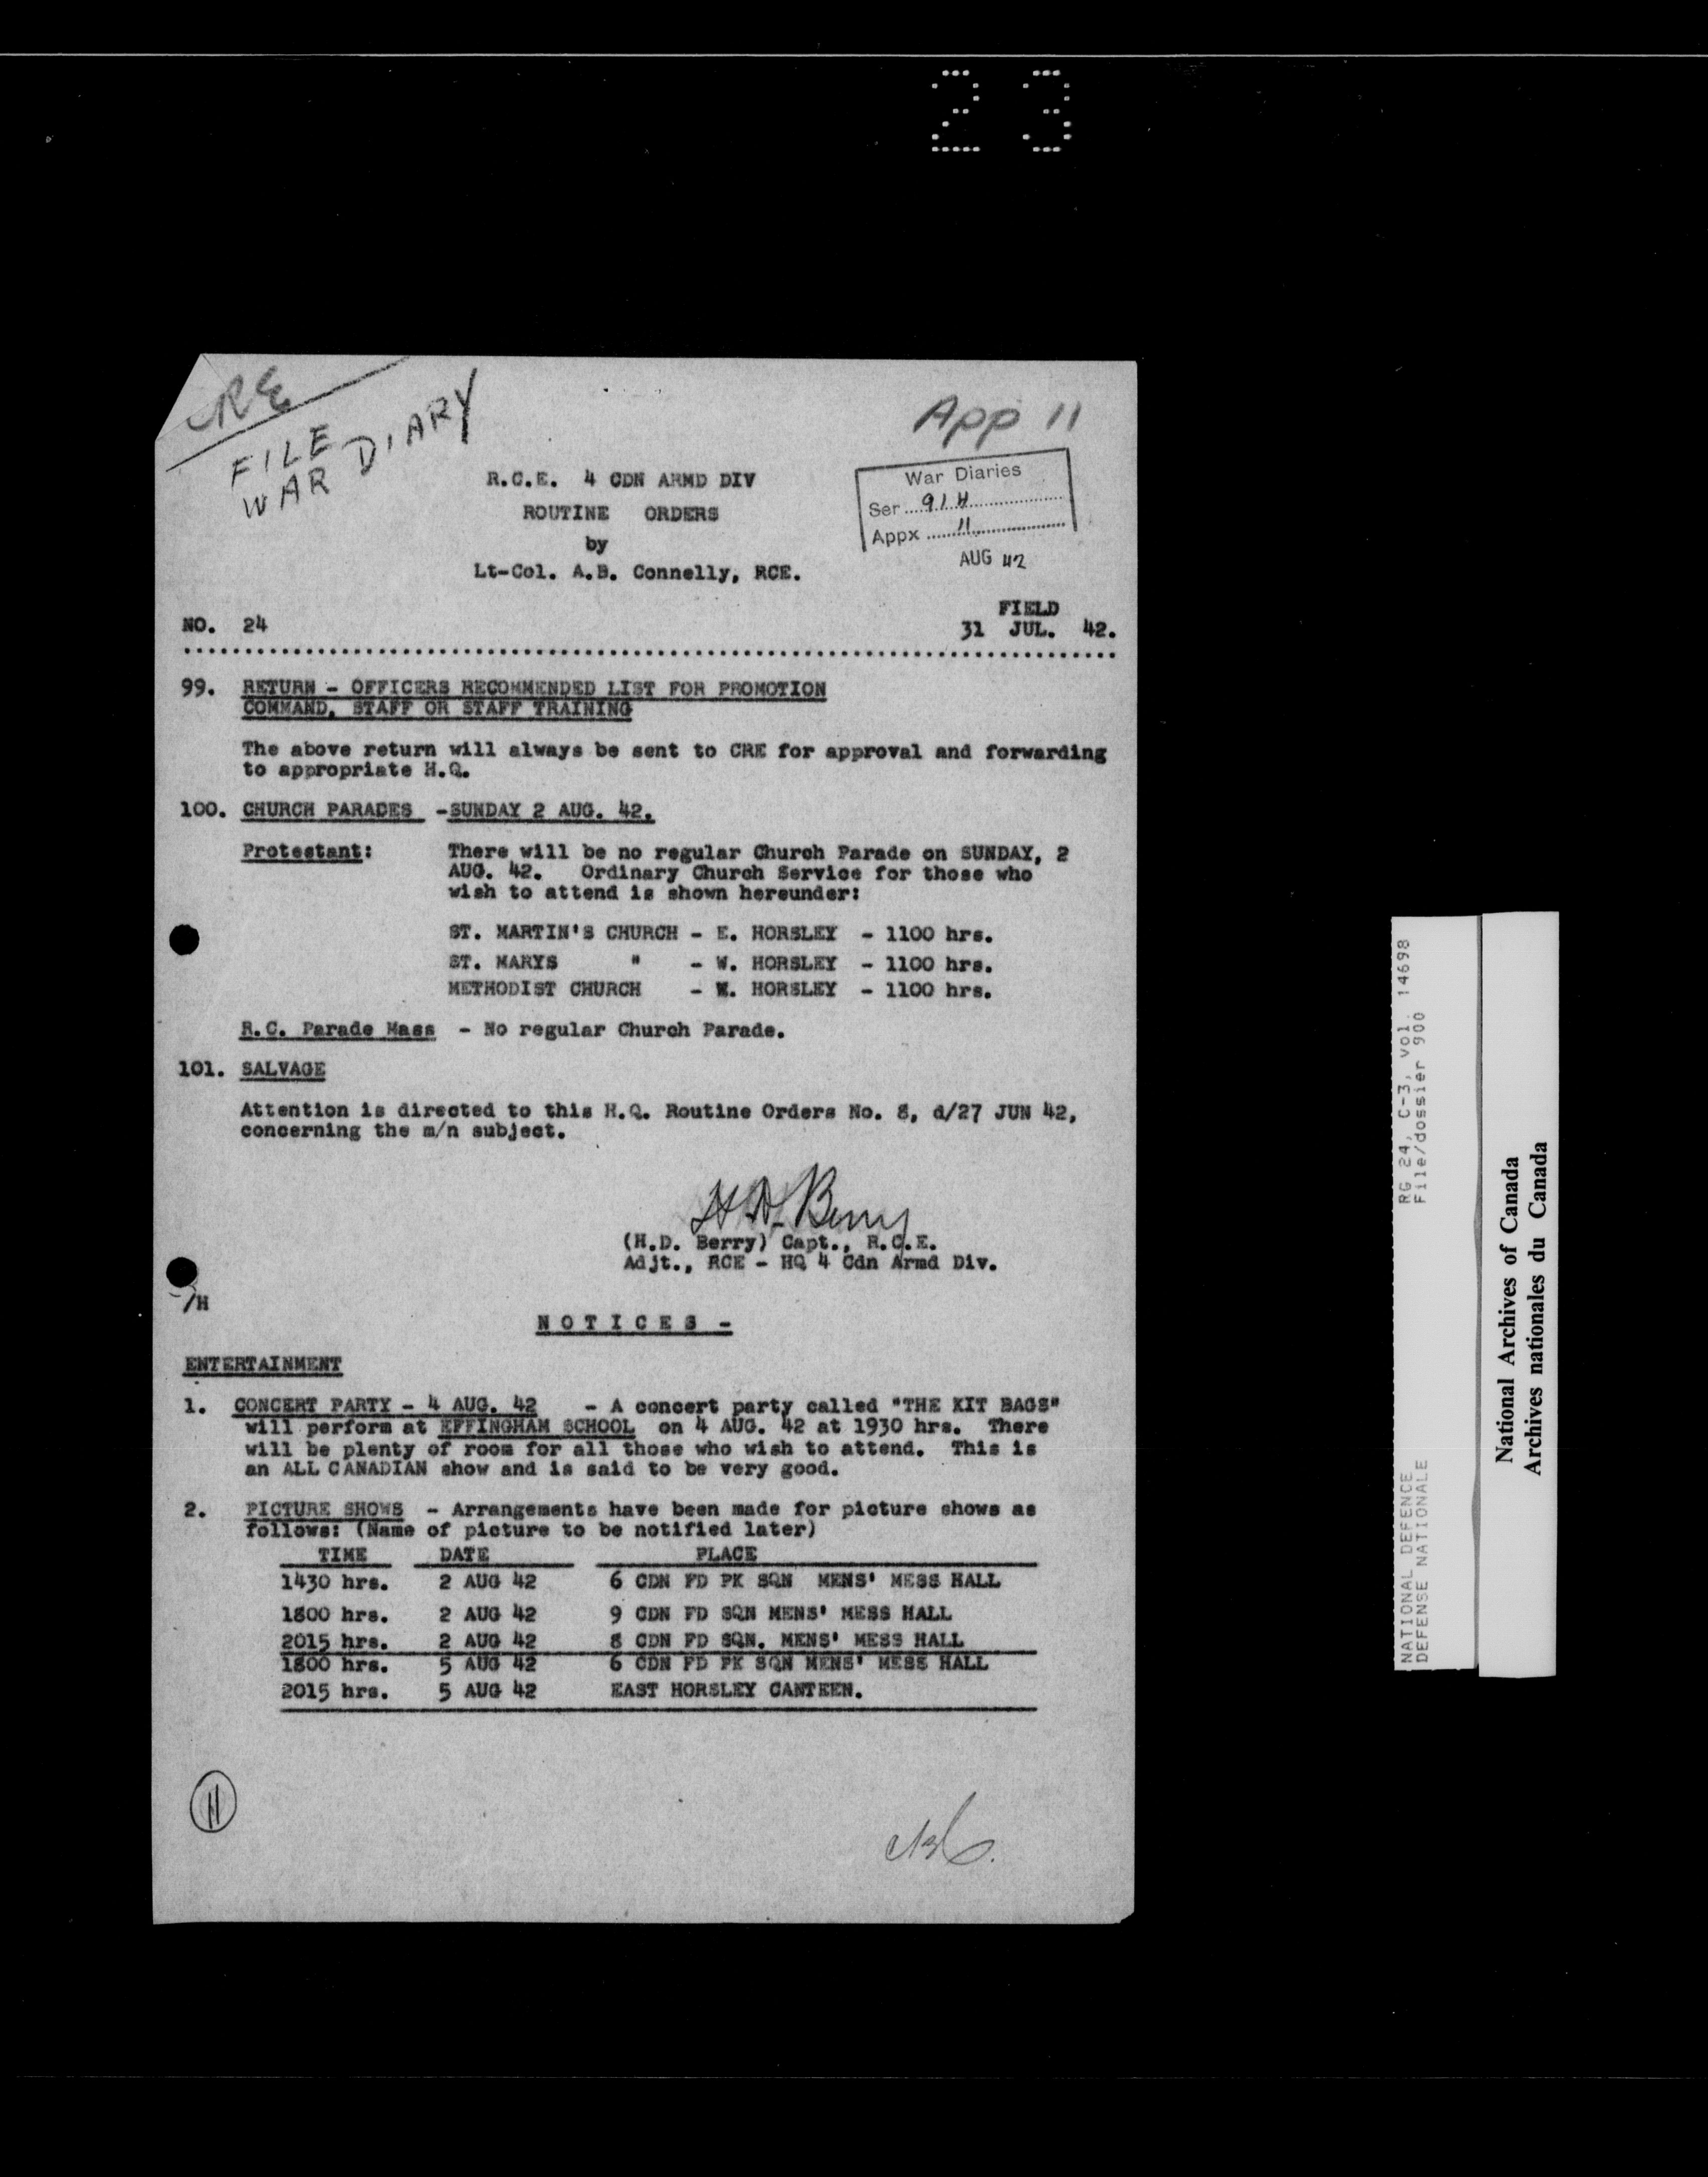 23
CRE
FILE
WAR DIARY
App 11
War Diaries
Ser ... 91H
Appx ... 11
AUG 42
R.C.E. 4 CDN ARMD DIV
ROUTINE ORDERS
by
Lt-Col. A.B. Connelly, RCE.
FIELD
NO. 24 31 JUL. 42.
99. RETURN - OFFICERS RECOMMENDED LIST FOR PROMOTION
COMMAND, STAFF OR STAFF TRAINING
The above return will always be sent to CRE for approval and forwarding
to appropriate H.Q.
100. CHURCH PARADES - SUNDAY 2 AUG. 42.
Protestant: There will be no regular Church Parade on SUNDAY, 2
AUG. 42. Ordinary Church Service for those who
wish to attend is shown hereunder:
ST. MARTIN'S CHURCH - E. HORSLEY - 1100 hrs.
ST. MARYS " - W. HORSLEY - 1100 hrs.
METHODIST CHURCH - W. HORSLEY - 1100 hrs.
R.C. Parade Mass - No regular Church Parade.
101. SALVAGE
Attention is directed to this H.Q. Routine Orders No. 8, d/27 JUN 42,
concerning the m/n subject.
H.D. Berry
(H.D. Berry) Capt., R.C.E.
Adjt., RCE - HQ 4 Cdn Armd Div.
/H
NOTICES -
ENTERTAINMENT
1. CONCERT PARTY - 4 AUG. 42 - A concert party called "THE KIT BAGS"
will perform at EFFINGHAM SCHOOL on 4 AUG. 42 at 1930 hrs. There
will be plenty of room for all those who wish to attend. This is
an ALL CANADIAN show and is said to be very good.
2. PICTURE SHOWS - Arrangements have been made for picture shows as
follows: (Name of picture to be notified later)
TIME DATE PLACE
1430 hrs. 2 AUG 42 6 CDN FD PK SQN MENS' MESS HALL
1800 hrs. 2 AUG 42 9 CDN FD SQN MENS' MESS HALL
2015 hrs. 2 AUG 42 8 CDN FD SQN. MENS' MESS HALL
1800 hrs. 5 AUG 42 6 CDN FD PK SQN MENS' MESS HALL
2015 hrs. 5 AUG 42 EAST HORSLEY CANTEEN.
11
NATIONAL DEFENCE RG 24, C-3, vol. 14698
DEFENSE NATIONALE File/dossier 900
National Archives of Canada
Archives nationales du Canada